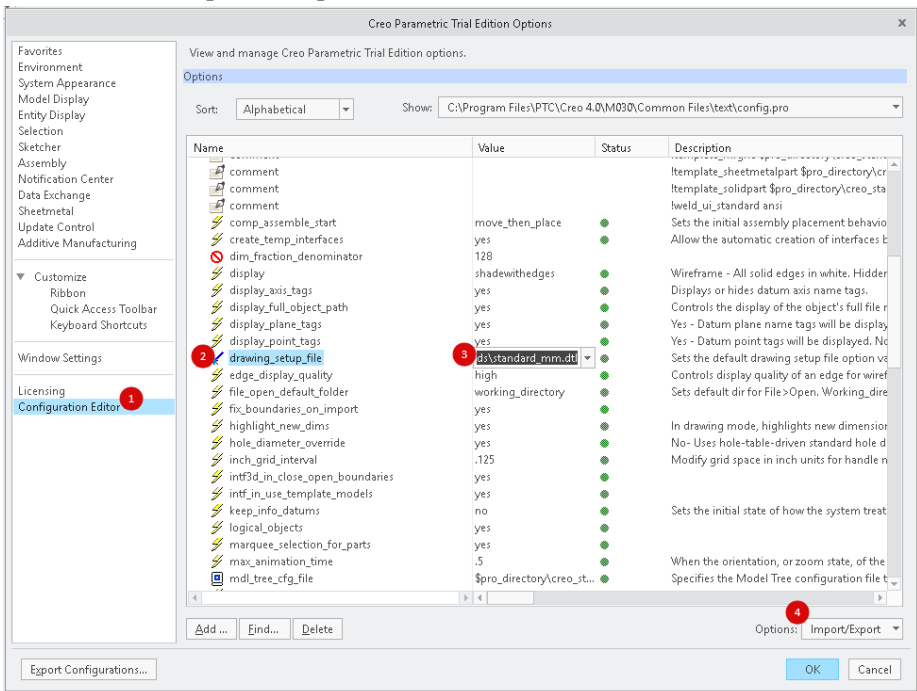 Creo Parametric Trial Edition Options
Favorites
Environment
System Appearance
Model Display
Entity Display
Selection
Sketcher
Assembly
Notification Center
Data Exchange
Sheetmetal
Update Control
Additive Manufacturing
Customize
Ribbon
Quick Access Toolbar
Keyboard Shortcuts
Window Settings
Licensing
Configuration Editor 1
View and manage Creo Parametric Trial Edition options.
Options
Sort: Alphabetical Show: C:\Program Files\PTC\Creo 4.0\M030\Common Files\text\config.pro
Name Value Status Description
comment !template_sheetmetalpart $pro_directory\cr
comment !template_solidpart $pro_directory\creo_sta
comment !weld_ui_standard ansi
comp_assemble_start move_then_place Sets the initial assembly placement behavio
create_temp_interfaces yes Allow the automatic creation of interfaces b
dim_fraction_denominator 128
display shadewithedges Wireframe - All solid edges in white. Hidden
display_axis_tags yes Displays or hides datum axis name tags.
display_full_object_path yes Controls the display of the object's full file n
display_plane_tags yes Yes - Datum plane name tags will be display
display_point_tags yes Yes - Datum point tags will be displayed. No
2 drawing_setup_file 3 ds\standard_mm.dtl Sets the default drawing setup file option va
edge_display_quality high Controls display quality of an edge for wiref
file_open_default_folder working_directory Sets default dir for File>Open. Working_dire
fix_boundaries_on_import yes
highlight_new_dims yes In drawing mode, highlights new dimension
hole_diameter_override yes No- Uses hole-table-driven standard hole d
inch_grid_interval .125 Modify grid space in inch units for handle n
intf3d_in_close_open_boundaries yes
intf_in_use_template_models yes
keep_info_datums no Sets the initial state of how the system treat
logical_objects yes
marquee_selection_for_parts yes
max_animation_time .5 When the orientation, or zoom state, of the
mdl_tree_cfg_file $pro_directory\creo_st... Specifies the Model Tree configuration file t
4
Add ... Find... Delete Options: Import/Export
Export Configurations... OK Cancel